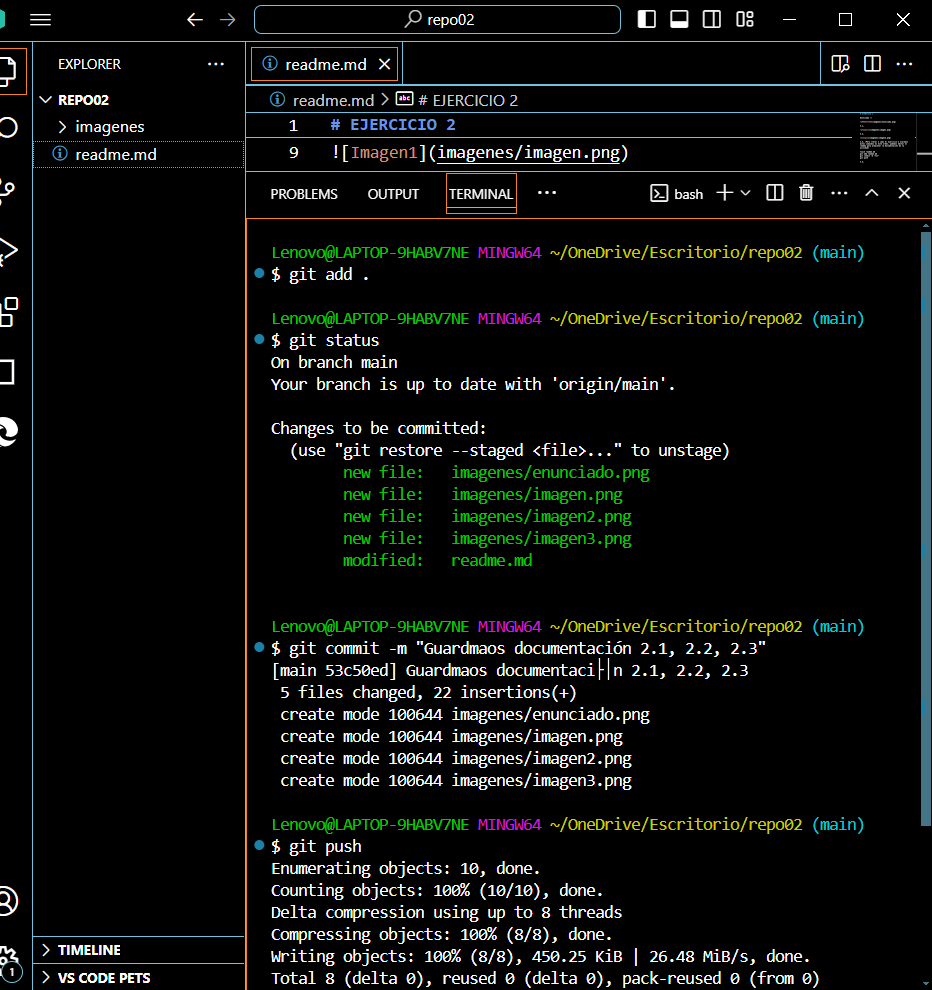 repo02
EXPLORER
REPO02
imagenes
readme.md
TIMELINE
VS CODE PETS
1
readme.md
readme.md > # EJERCICIO 2
1 # EJERCICIO 2
9 ![Imagen1](imagenes/imagen.png)
PROBLEMS OUTPUT TERMINAL
bash
Lenovo@LAPTOP-9HABV7NE MINGW64 ~/OneDrive/Escritorio/repo02 (main)
$ git add .
Lenovo@LAPTOP-9HABV7NE MINGW64 ~/OneDrive/Escritorio/repo02 (main)
$ git status
On branch main
Your branch is up to date with 'origin/main'.
Changes to be committed:
(use "git restore --staged <file>..." to unstage)
new file: imagenes/enunciado.png
new file: imagenes/imagen.png
new file: imagenes/imagen2.png
new file: imagenes/imagen3.png
modified: readme.md
Lenovo@LAPTOP-9HABV7NE MINGW64 ~/OneDrive/Escritorio/repo02 (main)
$ git commit -m "Guardmaos documentación 2.1, 2.2, 2.3"
[main 53c50ed] Guardmaos documentaci├│n 2.1, 2.2, 2.3
5 files changed, 22 insertions(+)
create mode 100644 imagenes/enunciado.png
create mode 100644 imagenes/imagen.png
create mode 100644 imagenes/imagen2.png
create mode 100644 imagenes/imagen3.png
Lenovo@LAPTOP-9HABV7NE MINGW64 ~/OneDrive/Escritorio/repo02 (main)
$ git push
Enumerating objects: 10, done.
Counting objects: 100% (10/10), done.
Delta compression using up to 8 threads
Compressing objects: 100% (8/8), done.
Writing objects: 100% (8/8), 450.25 KiB | 26.48 MiB/s, done.
Total 8 (delta 0), reused 0 (delta 0), pack-reused 0 (from 0)